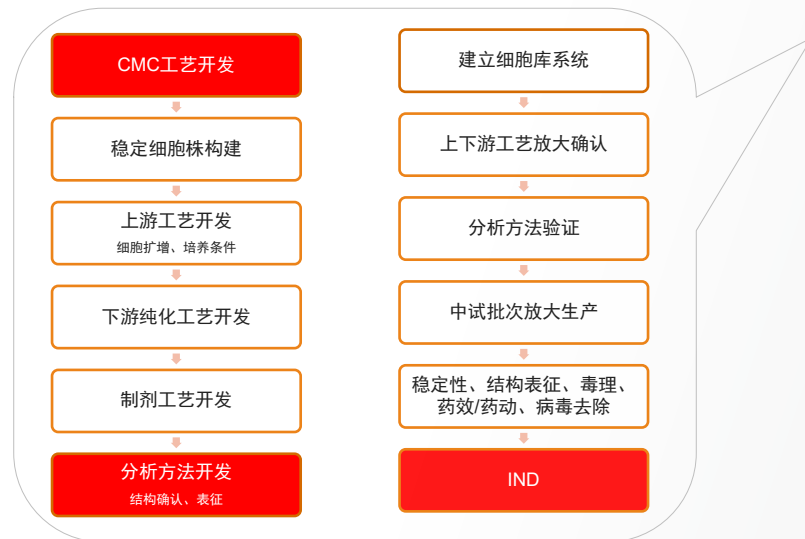 CMC工艺开发
稳定细胞株构建
上游工艺开发
细胞扩增、培养条件
下游纯化工艺开发
制剂工艺开发
分析方法开发
结构确认、表征
建立细胞库系统
上下游工艺放大确认
分析方法验证
中试批次放大生产
稳定性、结构表征、毒理、
药效/药动、病毒去除
IND